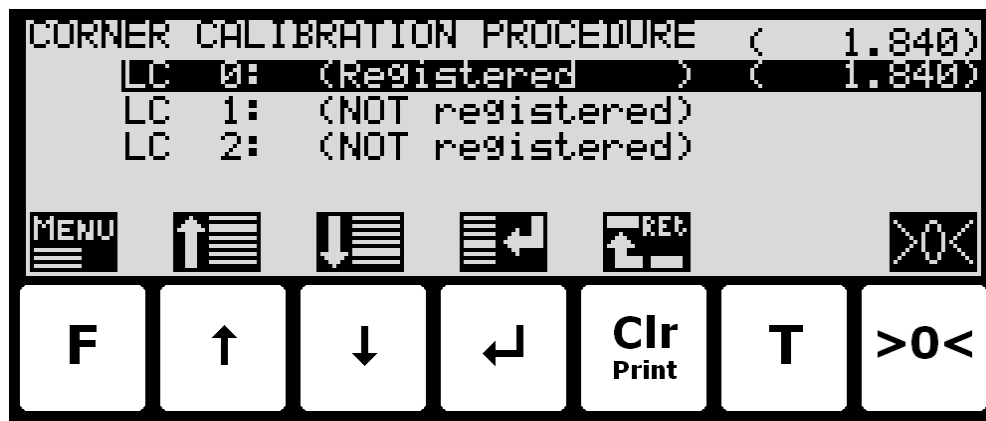 CORNER CALIBRATION PROCEDURE ( 1.840)
LC 0: (Registered ) ( 1.840)
LC 1: (NOT registered)
LC 2: (NOT registered)
MENU RET >0<
F ↑ ↓ ↵ Clr T >0<
Print